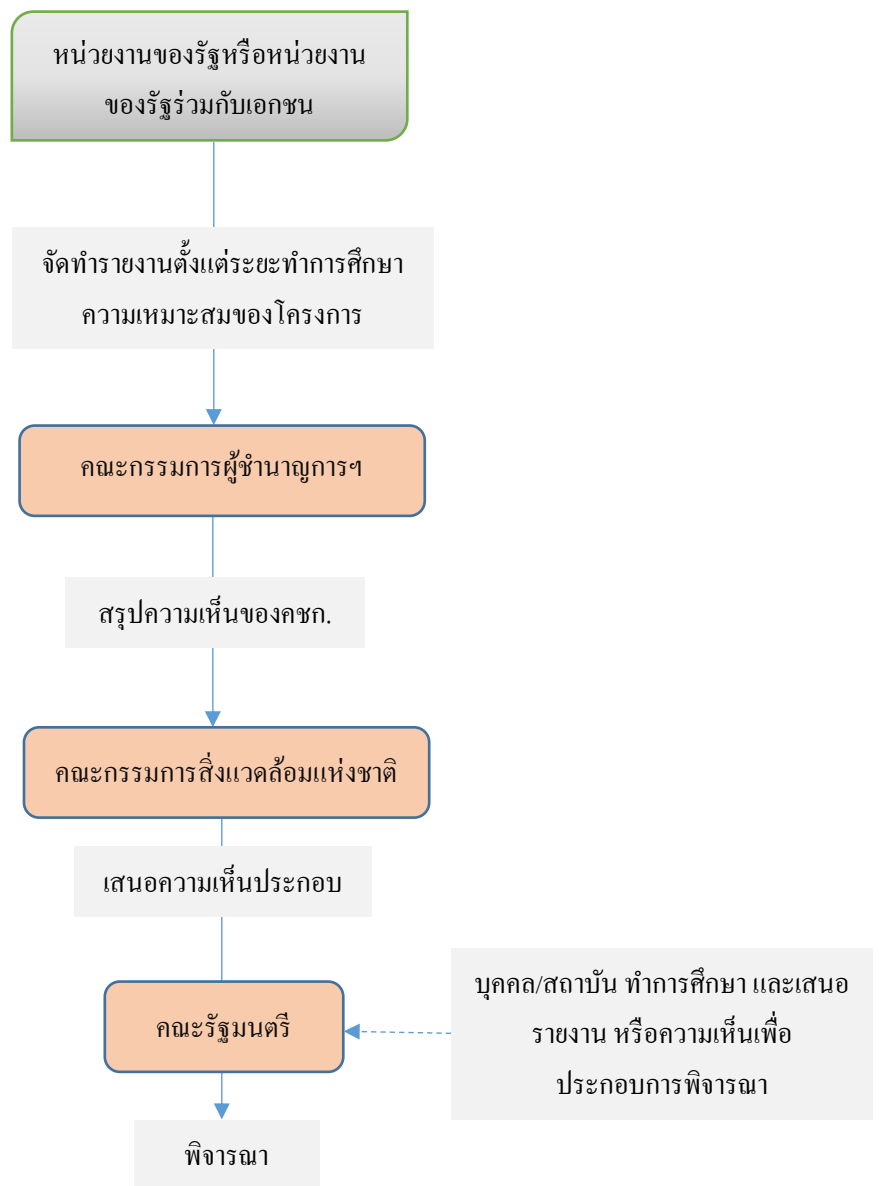 หน่วยงานของรัฐหรือหน่วยงาน
ของรัฐร่วมกับเอกชน
จัดทำรายงานตั้งแต่ระยะทำการศึกษา
ความเหมาะสมของโครงการ
คณะกรรมการผู้ชำนาญการฯ
สรุปความเห็นของคชก.
คณะกรรมการสิ่งแวดล้อมแห่งชาติ
เสนอความเห็นประกอบ
คณะรัฐมนตรี
บุคคล/สถาบัน ทำการศึกษา และเสนอ
รายงาน หรือความเห็นเพื่อ
ประกอบการพิจารณา
พิจารณา